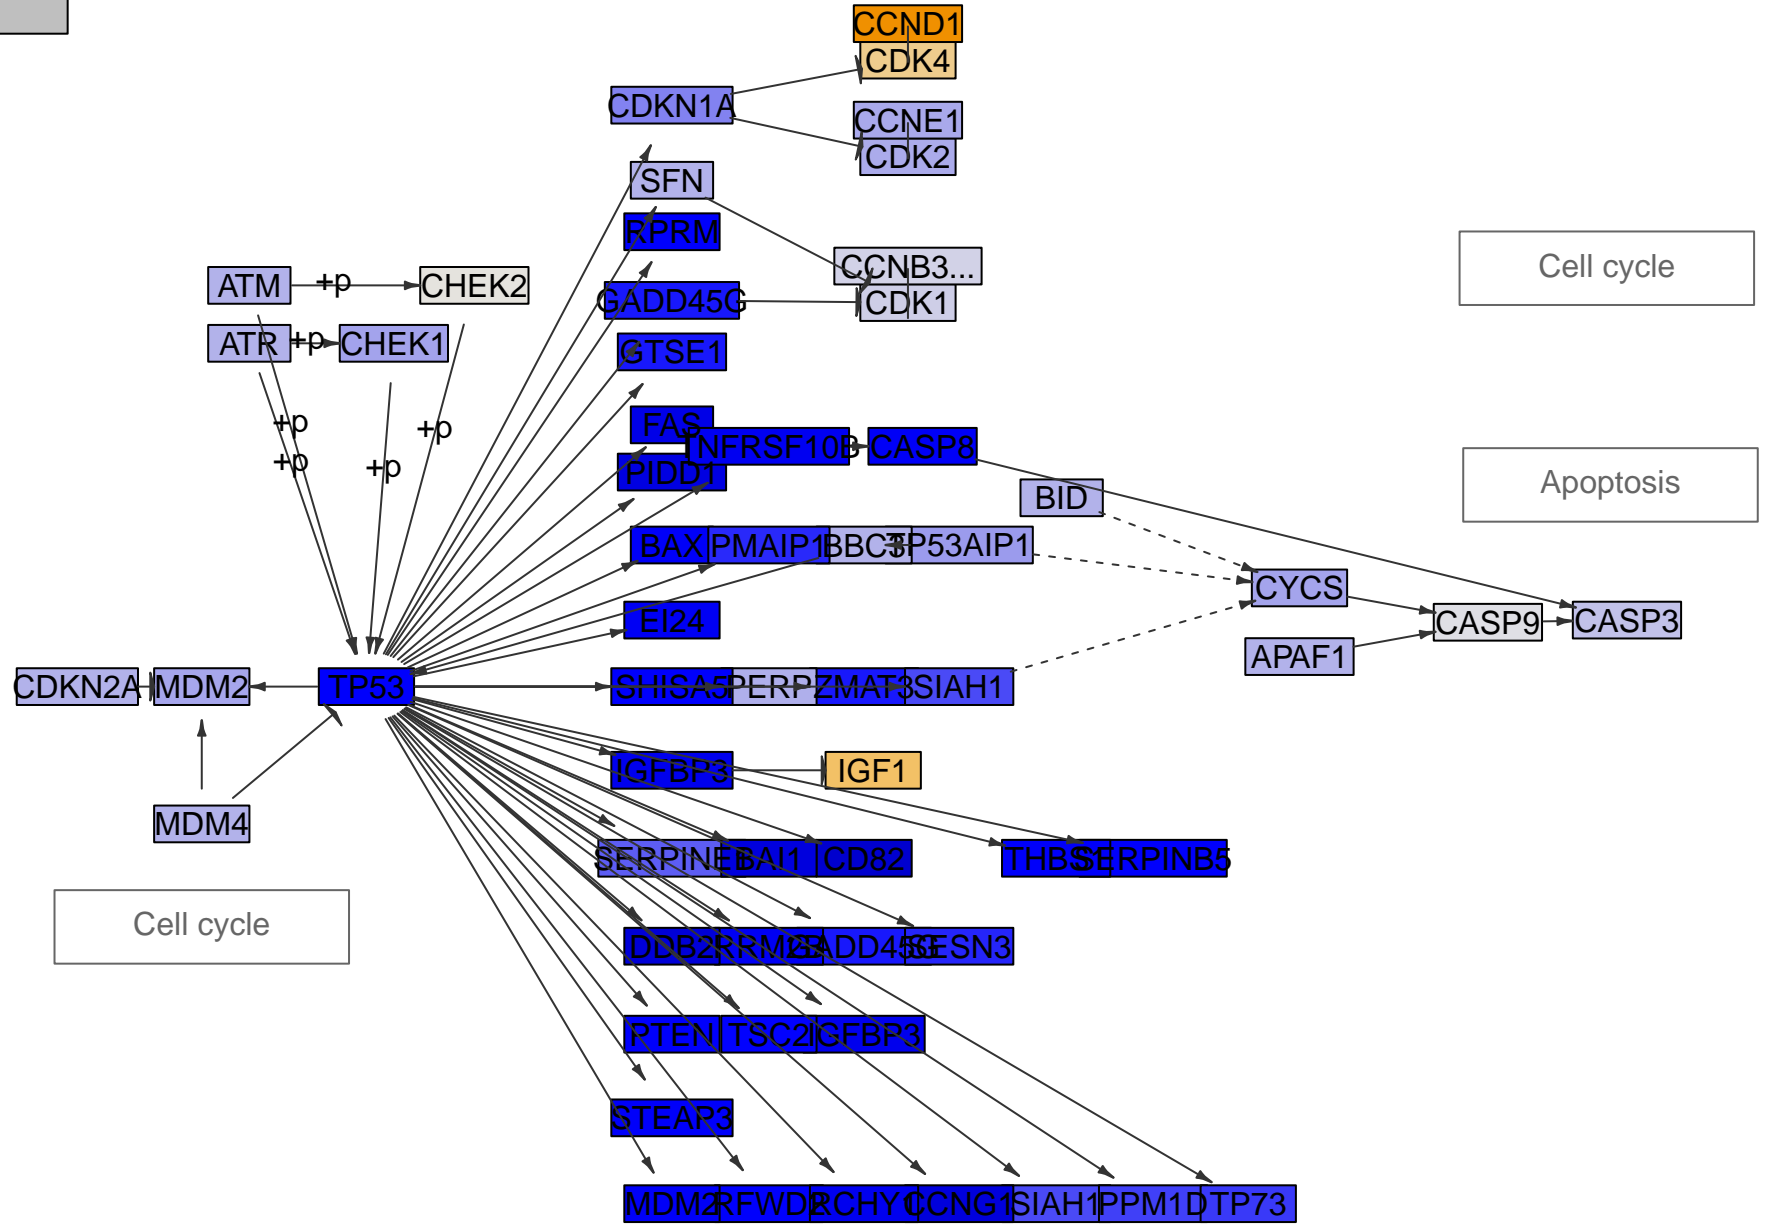 CCND1
CDK4
CDKN1A
CCNE1
CDK2
SFN
RPRM
CCNB3...
Cell cycle
ATM
+p
CHEK2
GADD45G
CDK1
ATR
+p
CHEK1
GTSE1
+p
+p
FAS
NFRSF10B
CASP8
+p
+p
PIDD1
Apoptosis
BID
BAX
PMAIP1
BBC3
TP53AIP1
CYCS
EI24
CASP9
CASP3
APAF1
CDKN2A
MDM2
TP53
SHISA5
PERP
ZMAT3
SIAH1
IGFBP3
IGF1
MDM4
SERPINE1
BAI1
CD82
THBS1
SERPINB5
Cell cycle
DDB2
RRM2B
GADD45G
SESN3
PTEN
TSC2
IGFBP3
STEAP3
MDM2
RFWD2
RCHY1
CCNG1
SIAH1
PPM1D
TP73